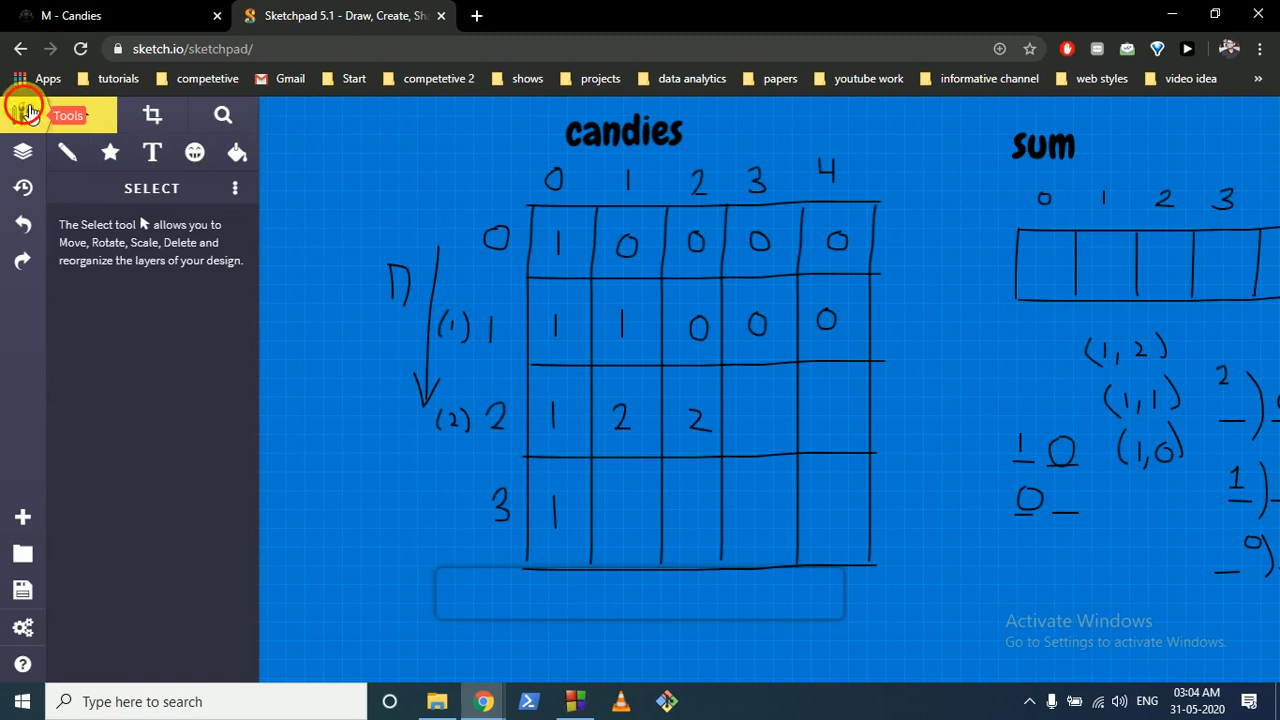 M - Candies
Sketchpad 5.1 - Draw, Create, Sh
sketch.io/sketchpad/
Apps tutorials competetive Gmail Start competetive 2 shows projects data analytics papers youtube work informative channel web styles video idea »
Tools
SELECT
The Select tool allows you to
Move, Rotate, Scale, Delete and
reorganize the layers of your design.
candies
0 1 2 3 4
0 1 0 0 0 0
n
(1) 1 1 1 0 0 0
(2) 2 1 2 2
3 1
sum
0 1 2 3
(1, 2)
(1, 1)
(1, 0)
1 0
0 _
2
1
0
Activate Windows
Go to Settings to activate Windows.
Type here to search
ENG
03:04 AM
31-05-2020